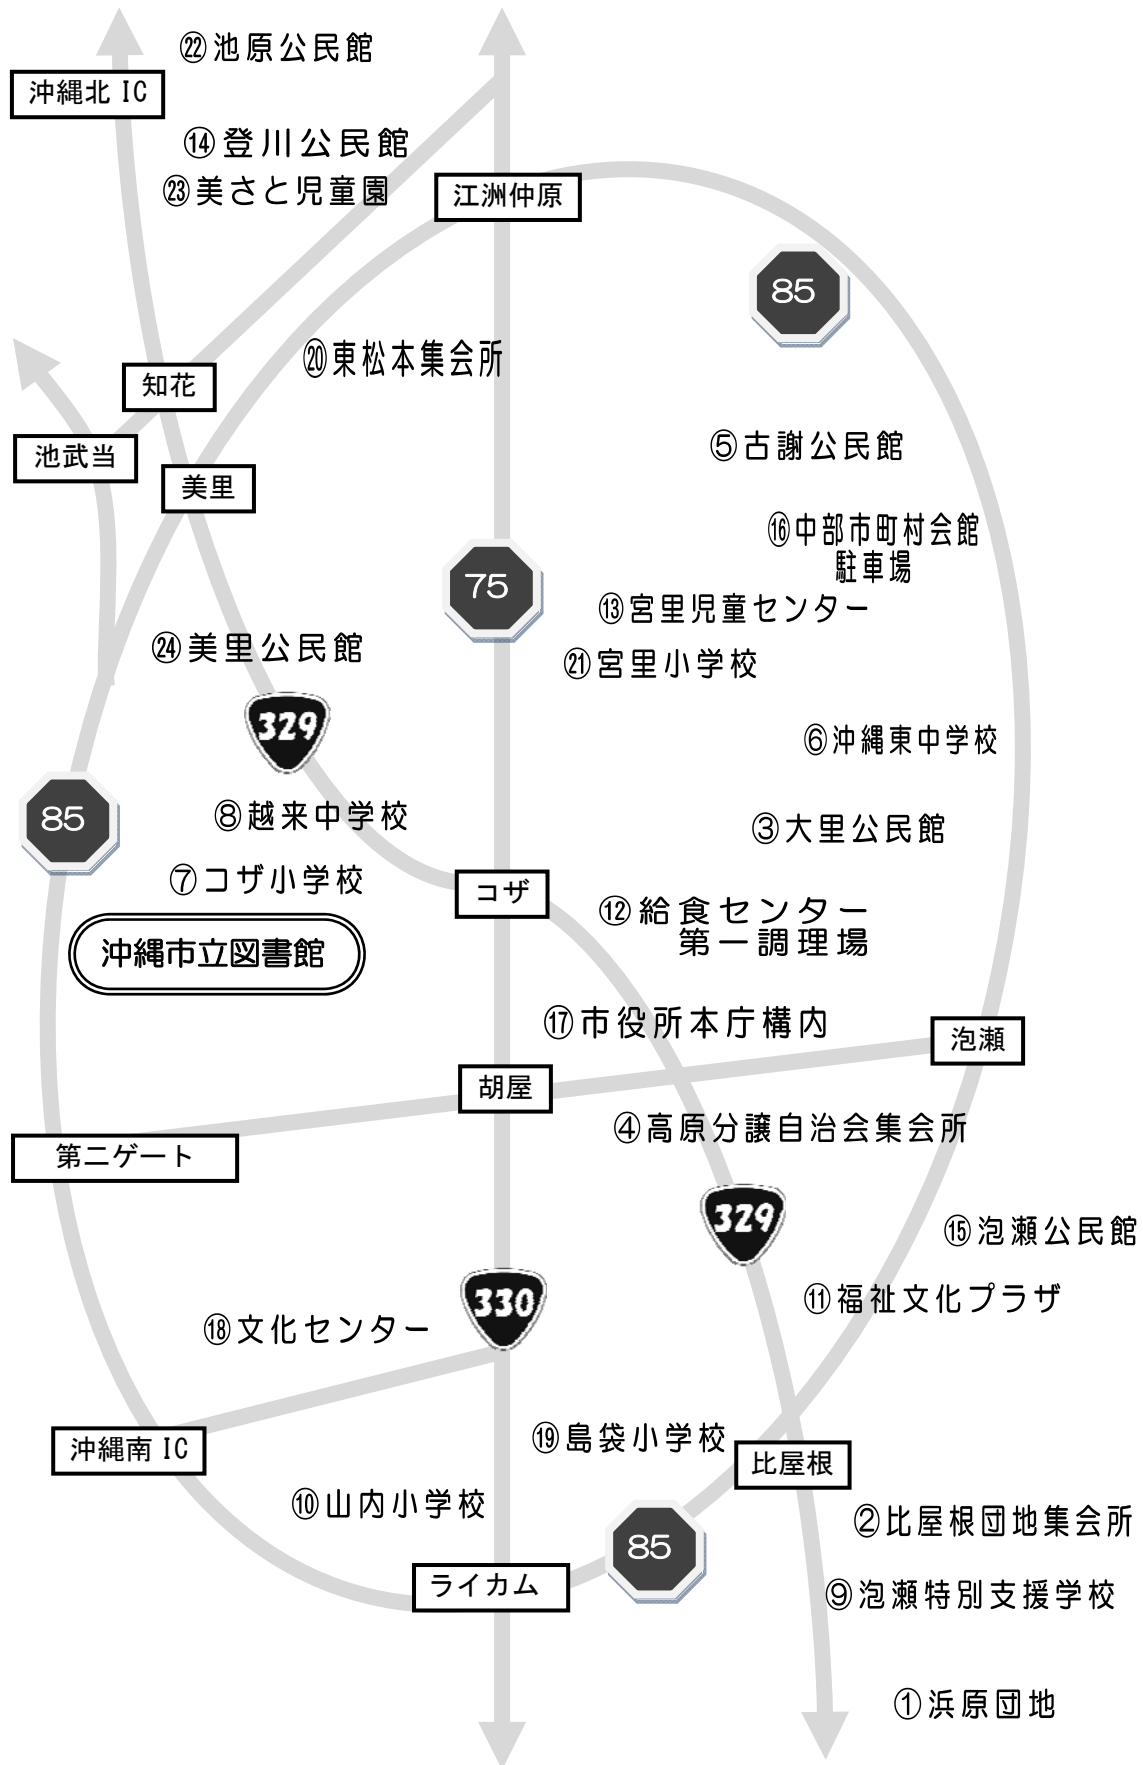 ㉒池原公民館
沖縄北 IC
⑭登川公民館
㉓美さと児童園
江洲仲原
85
⑳東松本集会所
知花
池武当
⑤古謝公民館
美里
⑯中部市町村会館
駐車場
75
⑬宮里児童センター
㉔美里公民館
㉑宮里小学校
329
⑥沖縄東中学校
85
⑧越来中学校
③大里公民館
⑦コザ小学校
コザ
⑫給食センター
第一調理場
沖縄市立図書館
⑰市役所本庁構内
泡瀬
胡屋
④高原分譲自治会集会所
第二ゲート
329
⑮泡瀬公民館
330
⑪福祉文化プラザ
⑱文化センター
⑲島袋小学校
沖縄南 IC
比屋根
⑩山内小学校
②比屋根団地集会所
85
ライカム
⑨泡瀬特別支援学校
①浜原団地